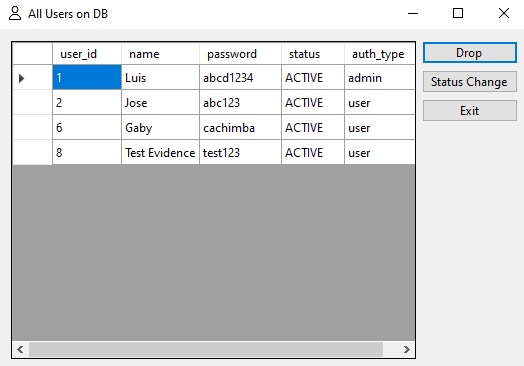 All Users on DB
user_id name password status auth_type
1 Luis abcd1234 ACTIVE admin
2 Jose abc123 ACTIVE user
6 Gaby cachimba ACTIVE user
8 Test Evidence test123 ACTIVE user
Drop
Status Change
Exit